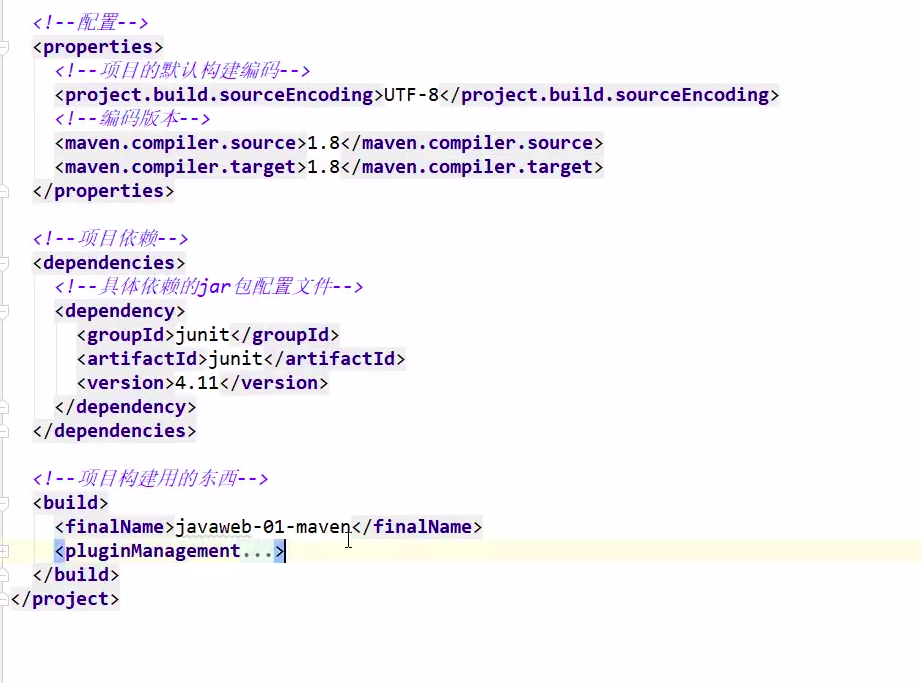 <!--配置-->
<properties>
<!--项目的默认构建编码-->
<project.build.sourceEncoding>UTF-8</project.build.sourceEncoding>
<!--编码版本-->
<maven.compiler.source>1.8</maven.compiler.source>
<maven.compiler.target>1.8</maven.compiler.target>
</properties>
<!--项目依赖-->
<dependencies>
<!--具体依赖的jar包配置文件-->
<dependency>
<groupId>junit</groupId>
<artifactId>junit</artifactId>
<version>4.11</version>
</dependency>
</dependencies>
<!--项目构建用的东西-->
<build>
<finalName>javaweb-01-maven</finalName>
<pluginManagement...>
</build>
</project>